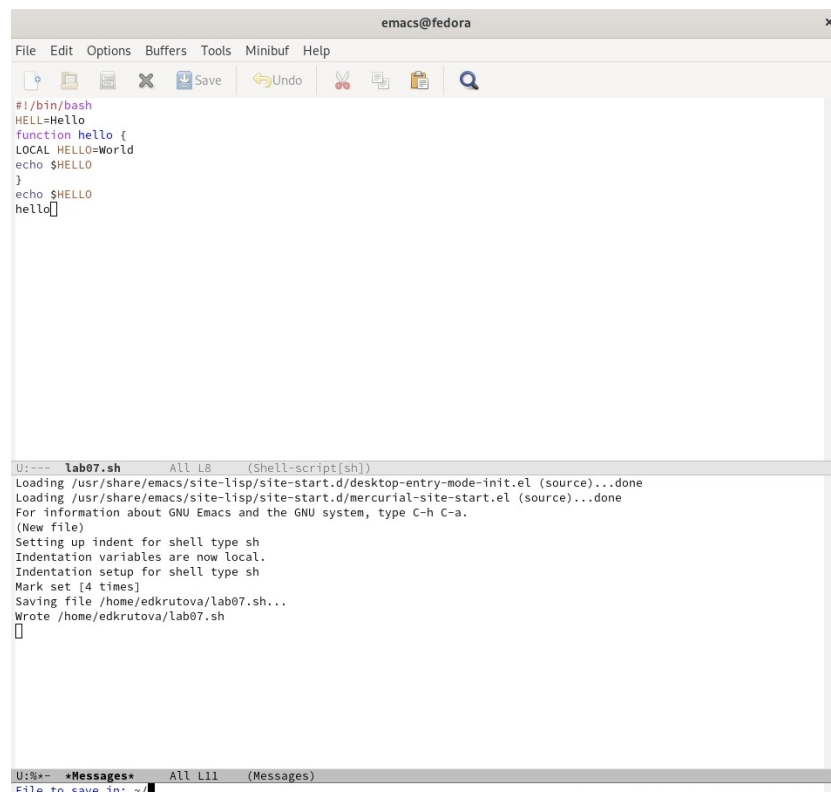 emacs@fedora ×
File Edit Options Buffers Tools Minibuf Help
Save Undo
#!/bin/bash
HELL=Hello
function hello {
LOCAL HELLO=World
echo $HELLO
}
echo $HELLO
hello
U:--- lab07.sh All L8 (Shell-script[sh])
Loading /usr/share/emacs/site-lisp/site-start.d/desktop-entry-mode-init.el (source)...done
Loading /usr/share/emacs/site-lisp/site-start.d/mercurial-site-start.el (source)...done
For information about GNU Emacs and the GNU system, type C-h C-a.
(New file)
Setting up indent for shell type sh
Indentation variables are now local.
Indentation setup for shell type sh
Mark set [4 times]
Saving file /home/edkrutova/lab07.sh...
Wrote /home/edkrutova/lab07.sh
U:%*- *Messages* All L11 (Messages)
File to save in: ~/